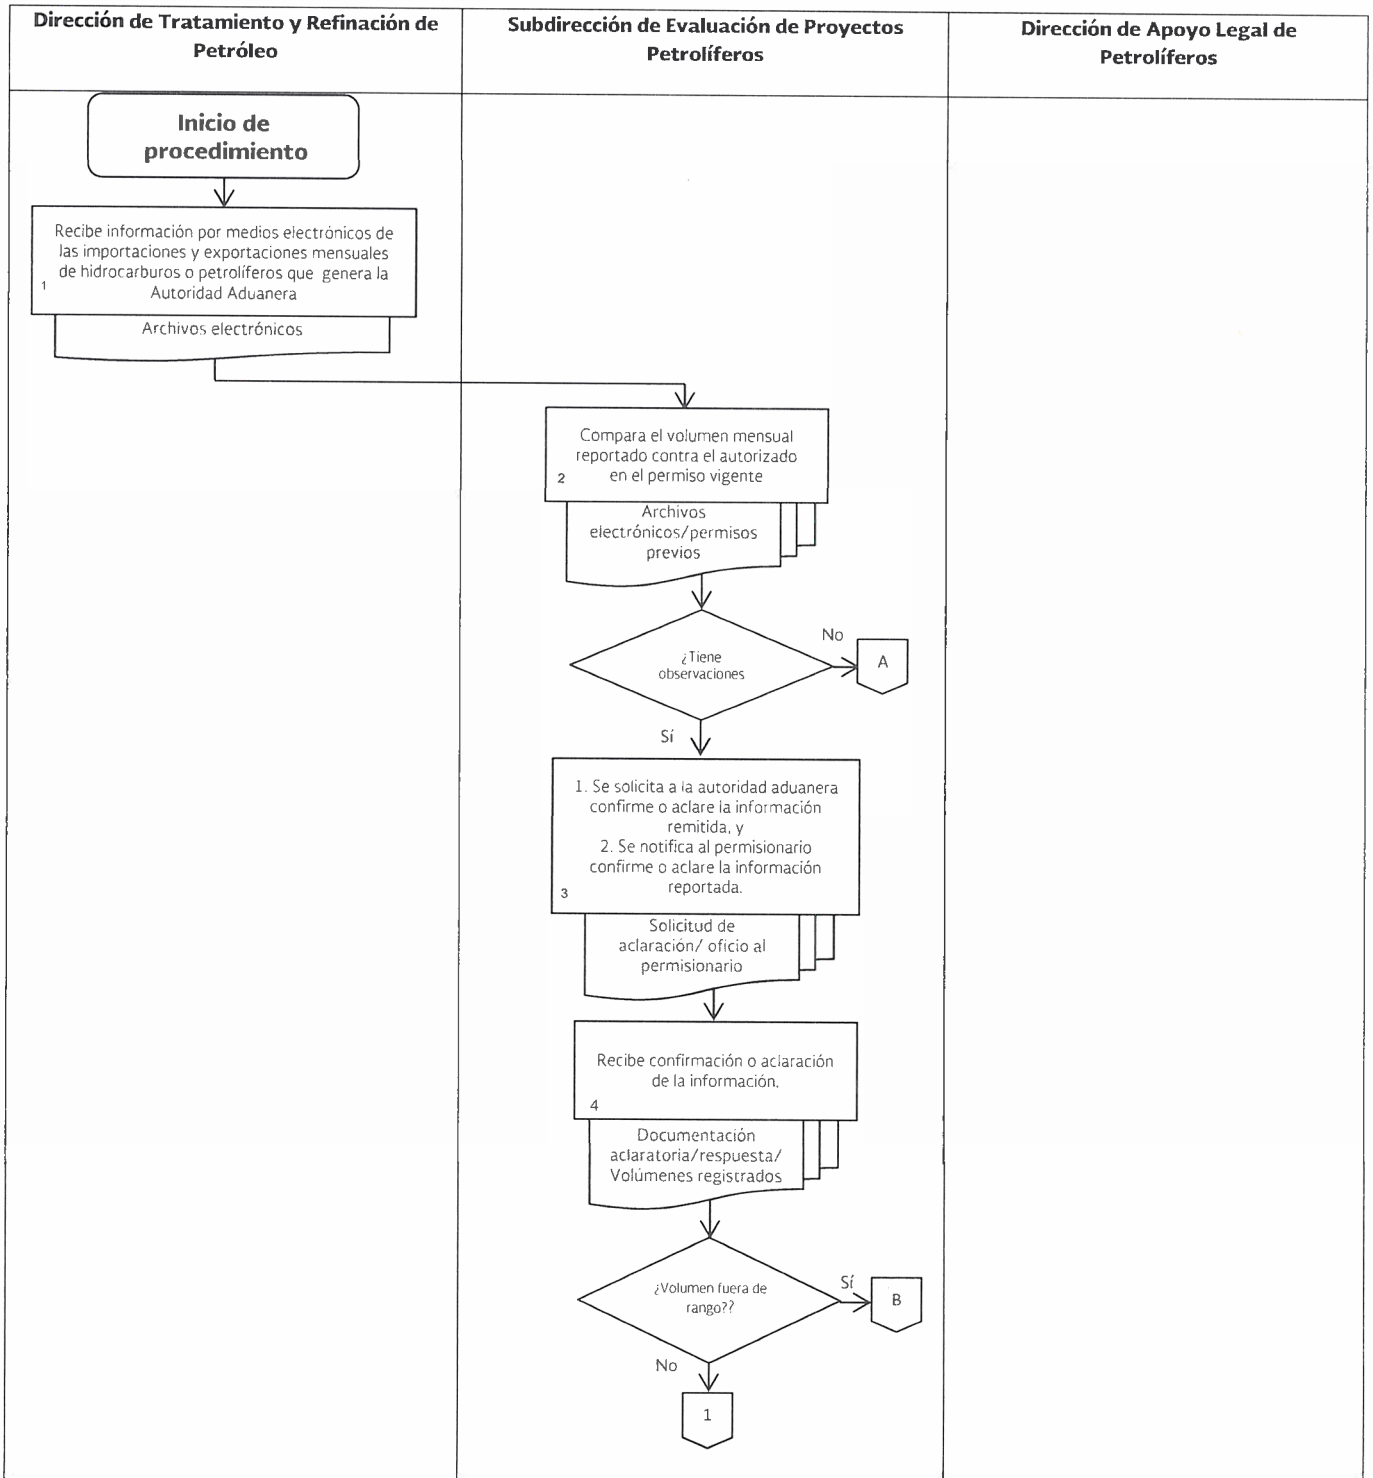 Dirección de Tratamiento y Refinación de
Petróleo
Subdirección de Evaluación de Proyectos
Petrolíferos
Dirección de Apoyo Legal de
Petrolíferos
Inicio de
procedimiento
Recibe información por medios electrónicos de
las importaciones y exportaciones mensuales
de hidrocarburos o petrolíferos que genera la
Autoridad Aduanera
1
Archivos electrónicos
Compara el volumen mensual
reportado contra el autorizado
en el permiso vigente
2
Archivos
electrónicos/permisos
previos
¿Tiene
observaciones
No
A
Sí
1. Se solicita a la autoridad aduanera
confirme o aclare la información
remitida, y
2. Se notifica al permisionario
confirme o aclare la información
reportada.
3
Solicitud de
aclaración/ oficio al
permisionario
Recibe confirmación o aclaración
de la información.
4
Documentación
aclaratoria/respuesta/
Volúmenes registrados
¿Volumen fuera de
rango??
Sí
B
No
1